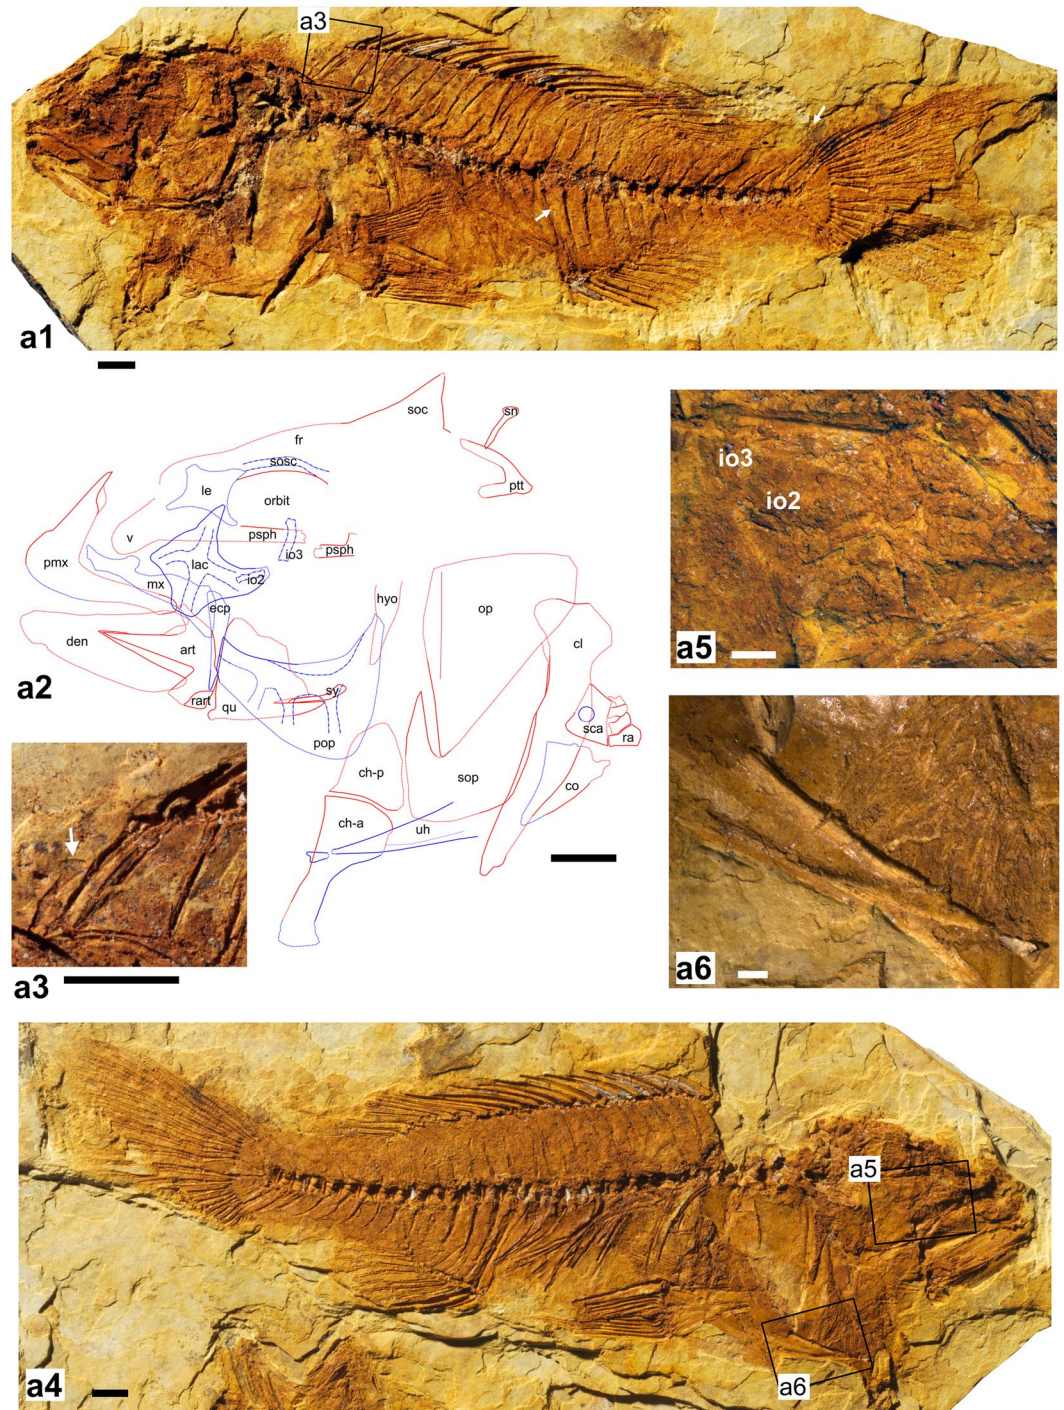 a3
a1
soc
sn
fr
sosc
le
orbit
ptt
v
psph
psph
io3
pmx
lac
io2
mx
ecp
hyo
op
den
art
cl
a2
rart
qu
sy
sca
ra
pop
ch-p
sop
co
ch-a
uh
a3
io3
io2
a5
a6
a5
a4
a6